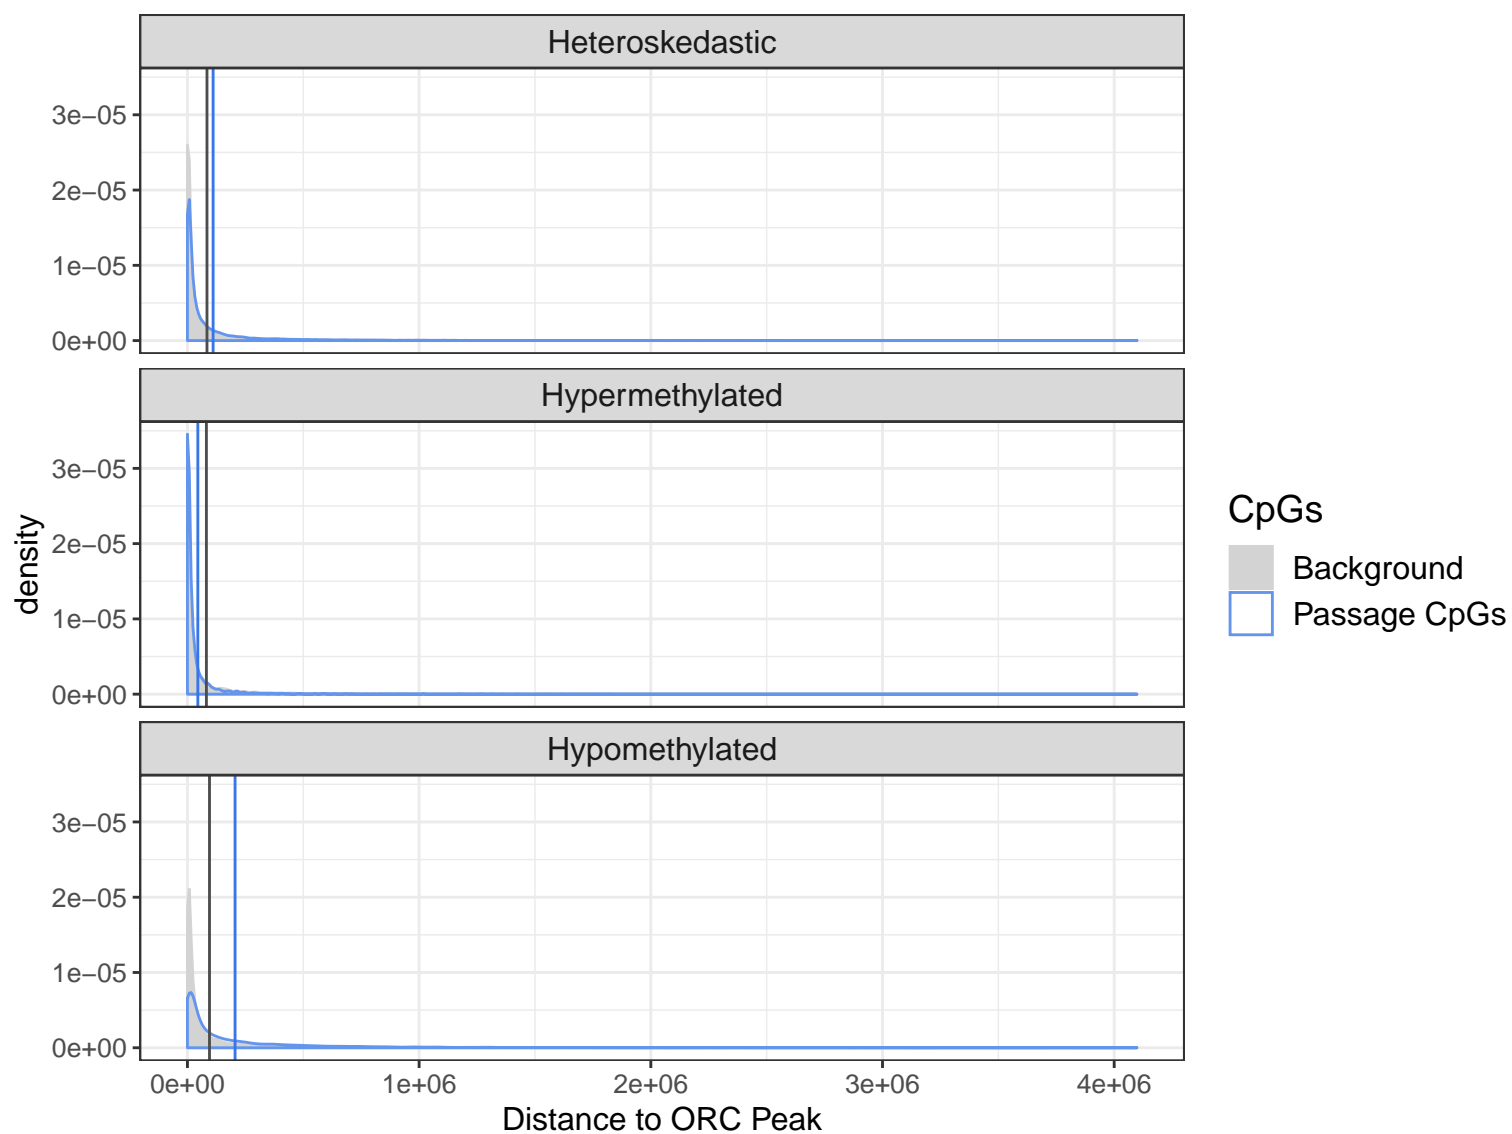 Heteroskedastic
3e−05
2e−05
1e−05
0e+00
Hypermethylated
3e−05
2e−05
1e−05
0e+00
Hypomethylated
3e−05
2e−05
1e−05
0e+00
0e+00 1e+06 2e+06 3e+06 4e+06
Distance to ORC Peak
density
CpGs
Background
Passage CpGs